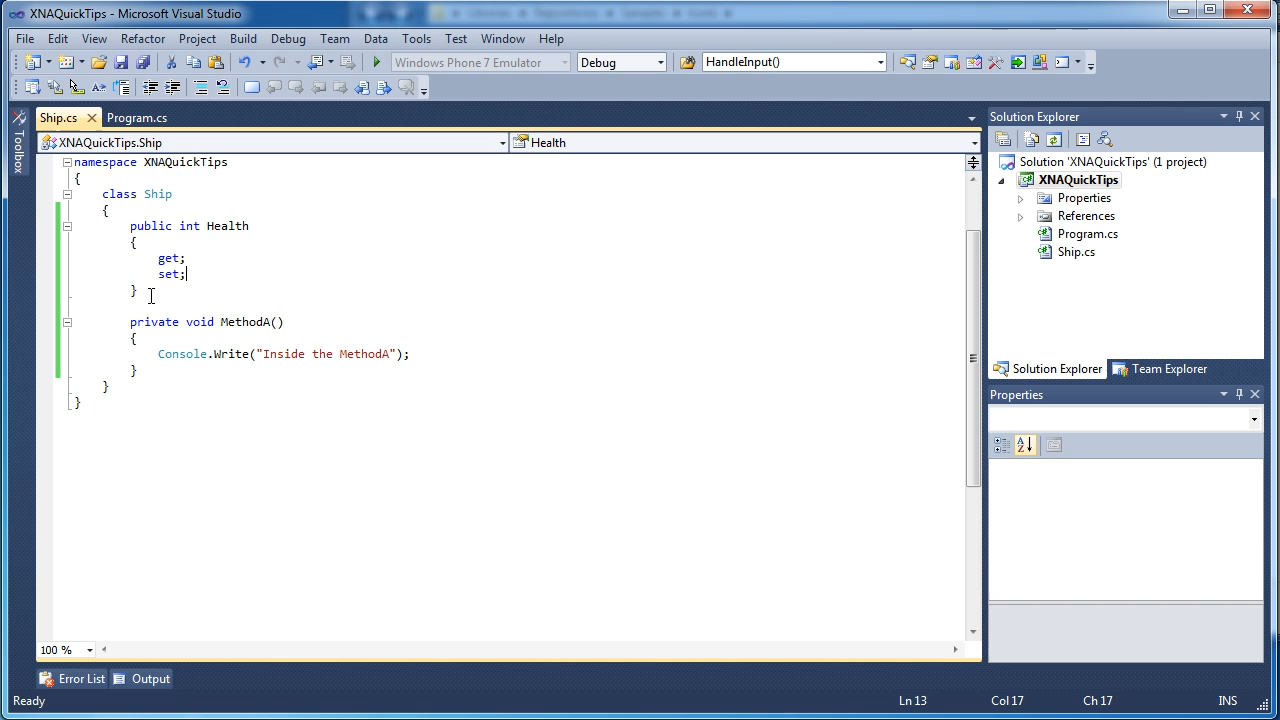 XNAQuickTips - Microsoft Visual Studio
File Edit View Refactor Project Build Debug Team Data Tools Test Window Help
Windows Phone 7 Emulator Debug HandleInput()
Toolbox
Ship.cs Program.cs
XNAQuickTips.Ship Health
namespace XNAQuickTips
{
class Ship
{
public int Health
{
get;
set;
}
private void MethodA()
{
Console.Write("Inside the MethodA");
}
}
}
100 %
Solution Explorer
Solution 'XNAQuickTips' (1 project)
XNAQuickTips
Properties
References
Program.cs
Ship.cs
Solution Explorer Team Explorer
Properties
Error List Output
Ready Ln 13 Col 17 Ch 17 INS